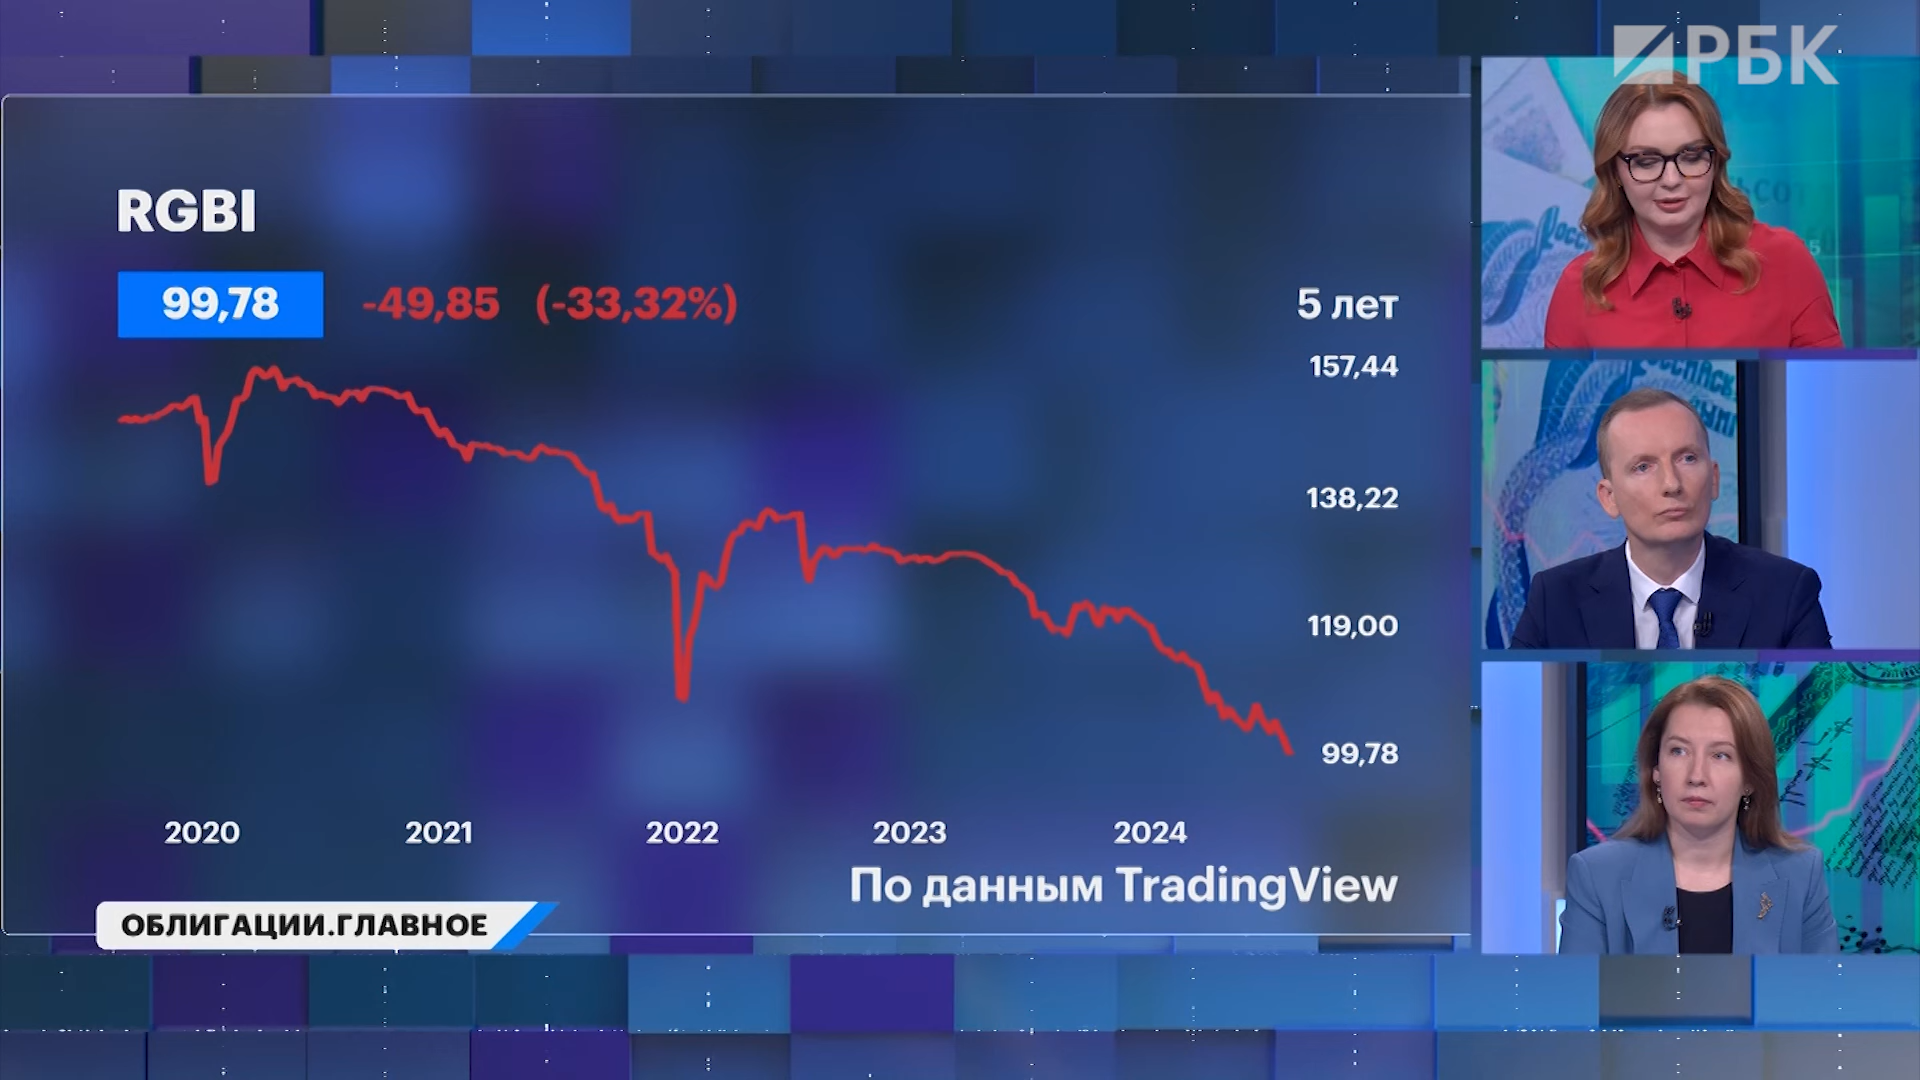 РБК
RGBI
99,78 -49,85 (-33,32%)
5 лет
157,44
138,22
119,00
99,78
2020 2021 2022 2023 2024
По данным TradingView
ОБЛИГАЦИИ.ГЛАВНОЕ